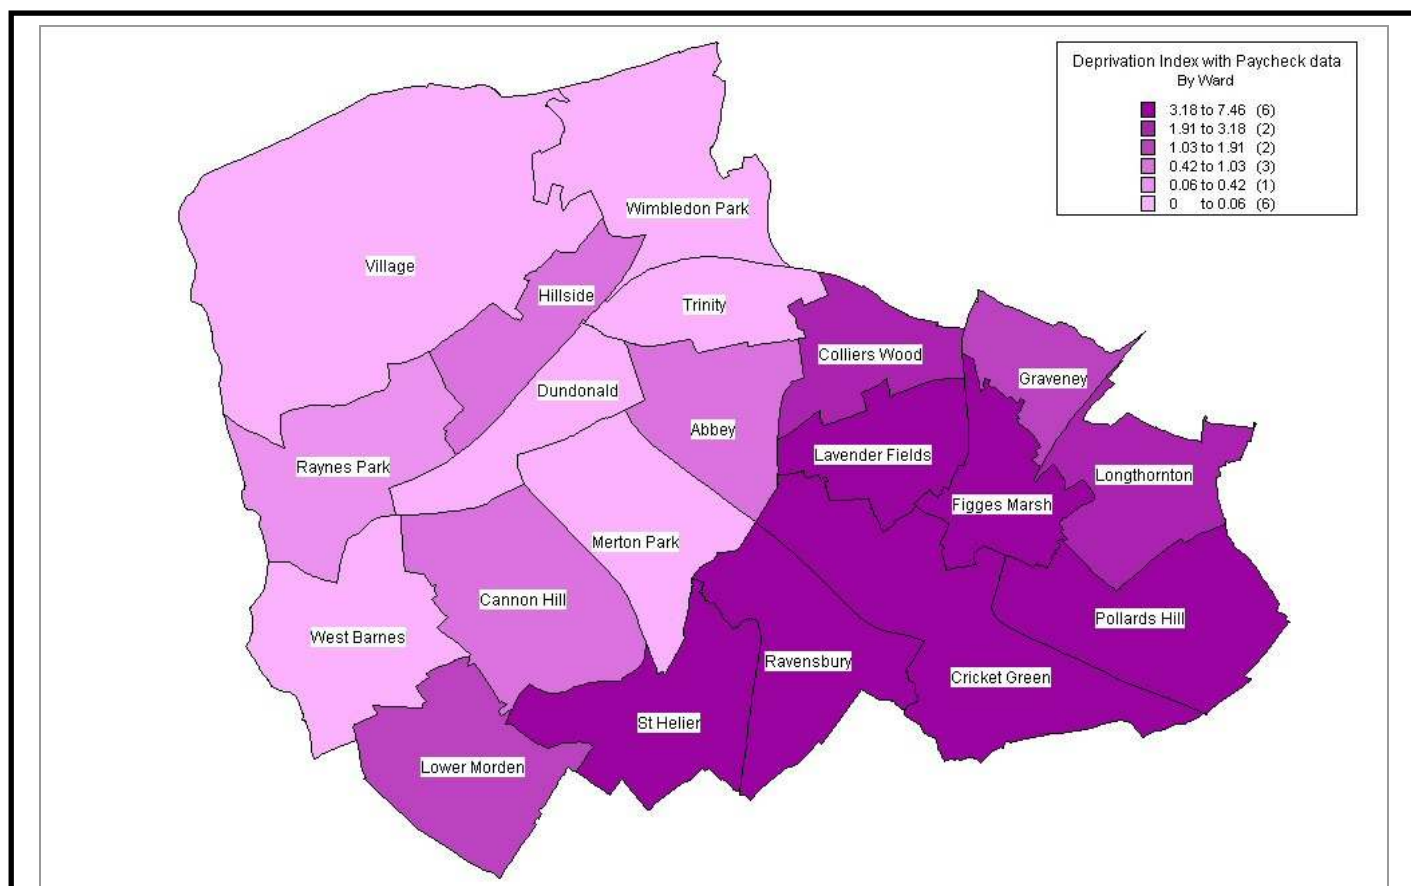 Deprivation Index with Paycheck data
By Ward
3.18 to 7.46 (6)
1.91 to 3.18 (2)
1.03 to 1.91 (2)
0.42 to 1.03 (3)
0.06 to 0.42 (1)
0 to 0.06 (6)
Wimbledon Park
Village
Hillside
Trinity
Colliers Wood
Graveney
Dundonald
Abbey
Raynes Park
Lavender Fields
Longthornton
Figges Marsh
Merton Park
Cannon Hill
Pollards Hill
West Barnes
Ravensbury
Cricket Green
St Helier
Lower Morden